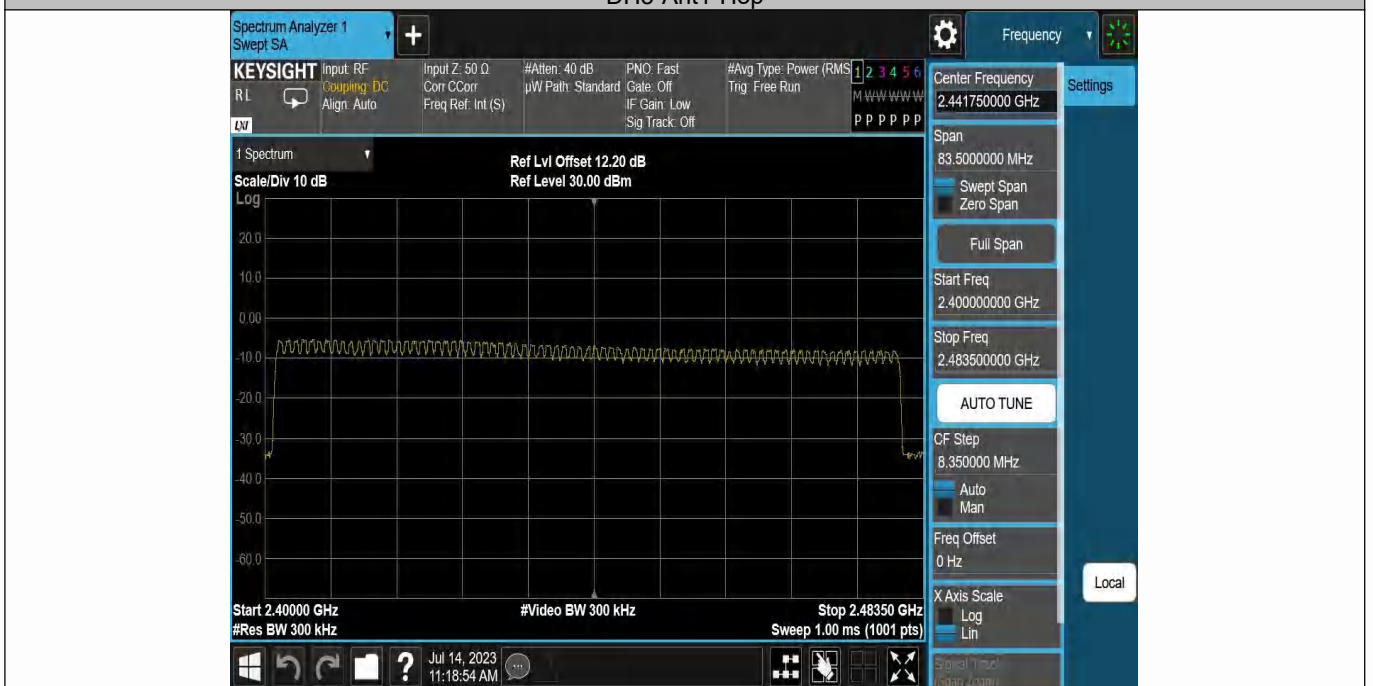 Spectrum Analyzer 1
Swept SA
+
Frequency
KEYSIGHT
RL
LXI
Input: RF
Coupling: DC
Align: Auto
Input Z: 50 Ω
Corr CCorr
Freq Ref: Int (S)
#Atten: 40 dB
µW Path: Standard
PNO: Fast
Gate: Off
IF Gain: Low
Sig Track: Off
#Avg Type: Power (RMS
Trig: Free Run
1 2 3 4 5 6
M W W W W W
P P P P P P
1 Spectrum
Scale/Div 10 dB
Ref Lvl Offset 12.20 dB
Ref Level 30.00 dBm
Log
20.0
10.0
0.00
-10.0
-20.0
-30.0
-40.0
-50.0
-60.0
Start 2.40000 GHz
#Video BW 300 kHz
Stop 2.48350 GHz
#Res BW 300 kHz
Sweep 1.00 ms (1001 pts)
?
Jul 14, 2023
11:18:54 AM
Center Frequency
2.441750000 GHz
Settings
Span
83.5000000 MHz
Swept Span
Zero Span
Full Span
Start Freq
2.400000000 GHz
Stop Freq
2.483500000 GHz
AUTO TUNE
CF Step
8.350000 MHz
Auto
Man
Freq Offset
0 Hz
X Axis Scale
Log
Lin
Local
Signal Track